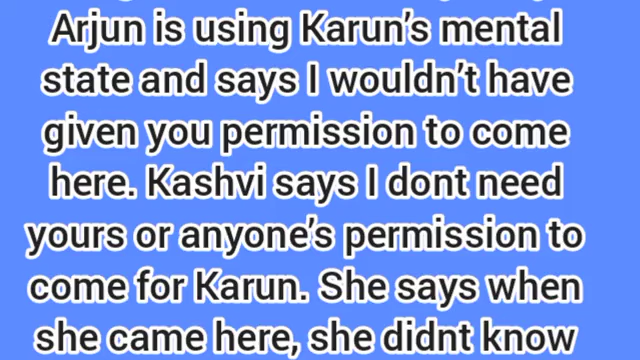 Arjun is using Karun's mental
state and says I wouldn't have
given you permission to come
here. Kashvi says I dont need
yours or anyone's permission to
come for Karun. She says when
she came here, she didnt know